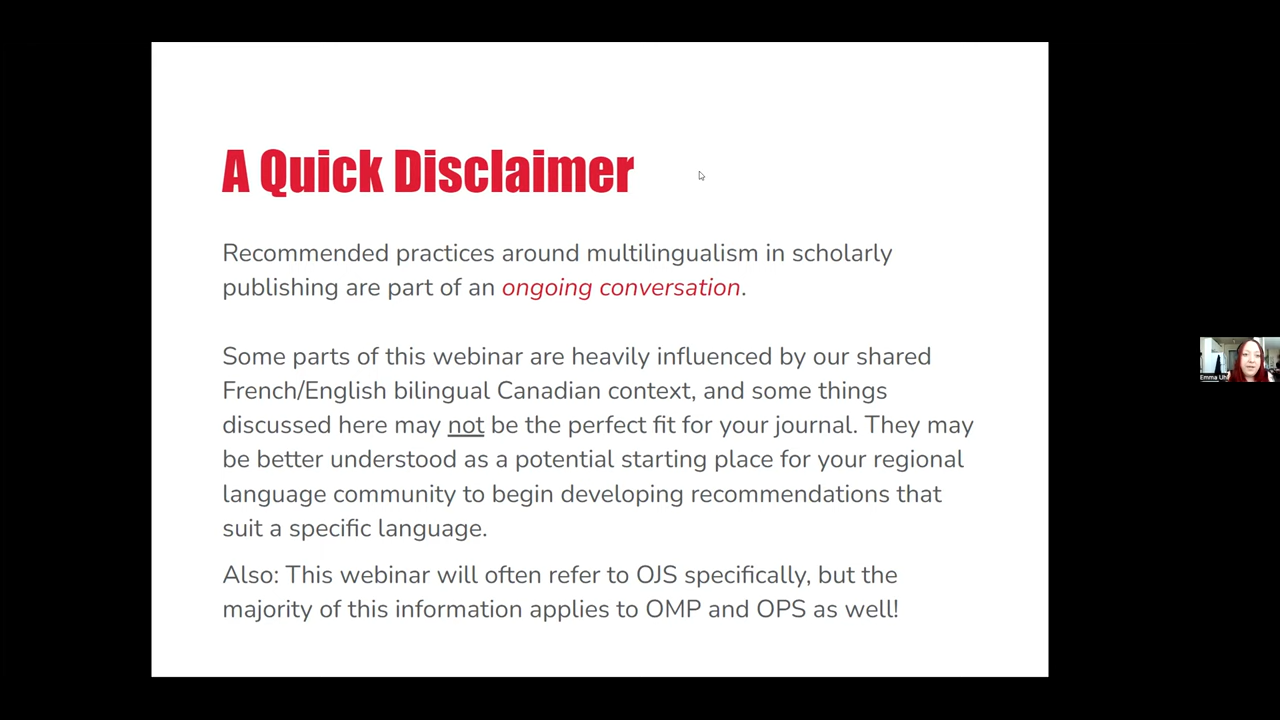 A Quick Disclaimer
Recommended practices around multilingualism in scholarly
publishing are part of an ongoing conversation.
Some parts of this webinar are heavily influenced by our shared
French/English bilingual Canadian context, and some things
discussed here may not be the perfect fit for your journal. They may
be better understood as a potential starting place for your regional
language community to begin developing recommendations that
suit a specific language.
Also: This webinar will often refer to OJS specifically, but the
majority of this information applies to OMP and OPS as well!
Emma